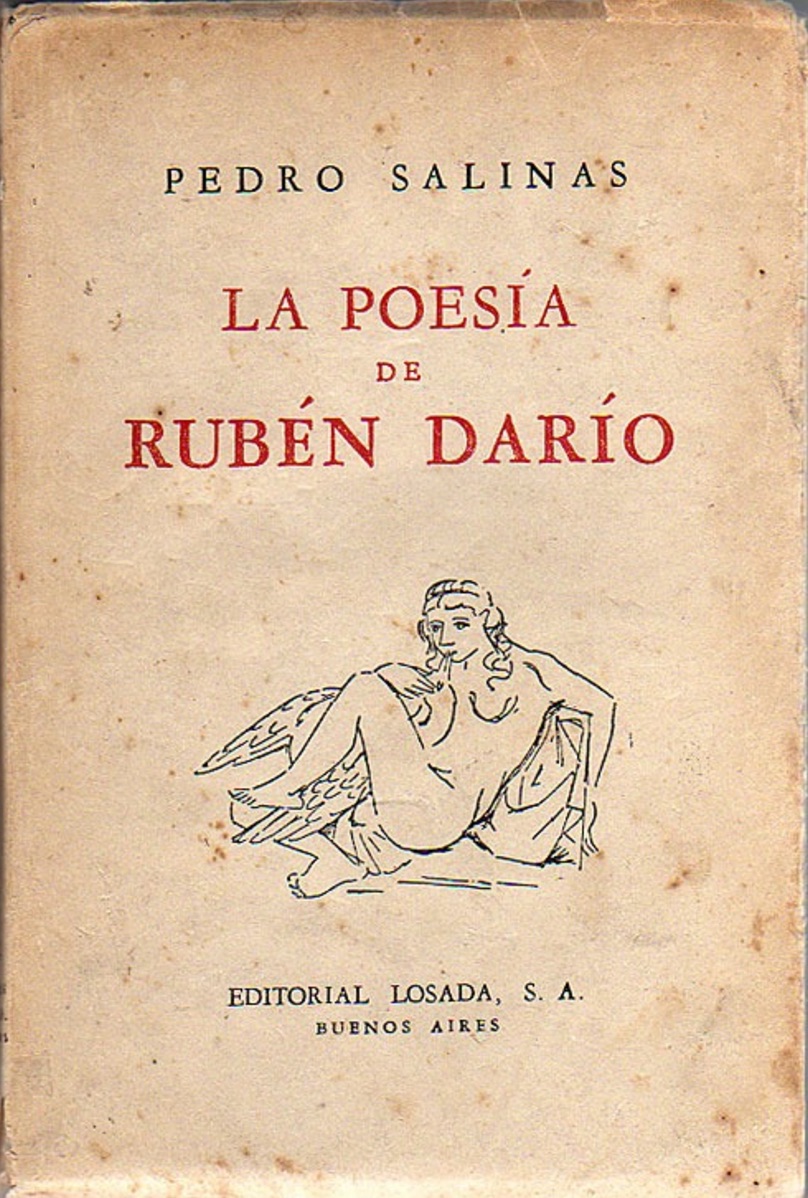 PEDRO SALINAS
LA POESÍA
DE
RUBÉN DARÍO
EDITORIAL LOSADA, S. A.
BUENOS AIRES